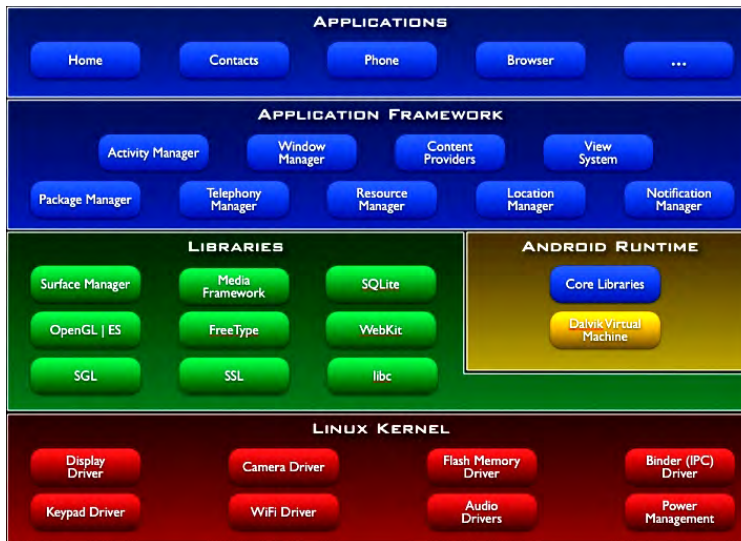 APPLICATIONS
Home
Contacts
Phone
Browser
...
APPLICATION FRAMEWORK
Activity Manager
Window
Manager
Content
Providers
View
System
Package Manager
Telephony
Manager
Resource
Manager
Location
Manager
Notification
Manager
LIBRARIES
Surface Manager
Media
Framework
SQLite
OpenGL | ES
FreeType
WebKit
SGL
SSL
libc
ANDROID RUNTIME
Core Libraries
Dalvik Virtual
Machine
LINUX KERNEL
Display
Driver
Camera Driver
Flash Memory
Driver
Binder (IPC)
Driver
Keypad Driver
WiFi Driver
Audio
Drivers
Power
Management